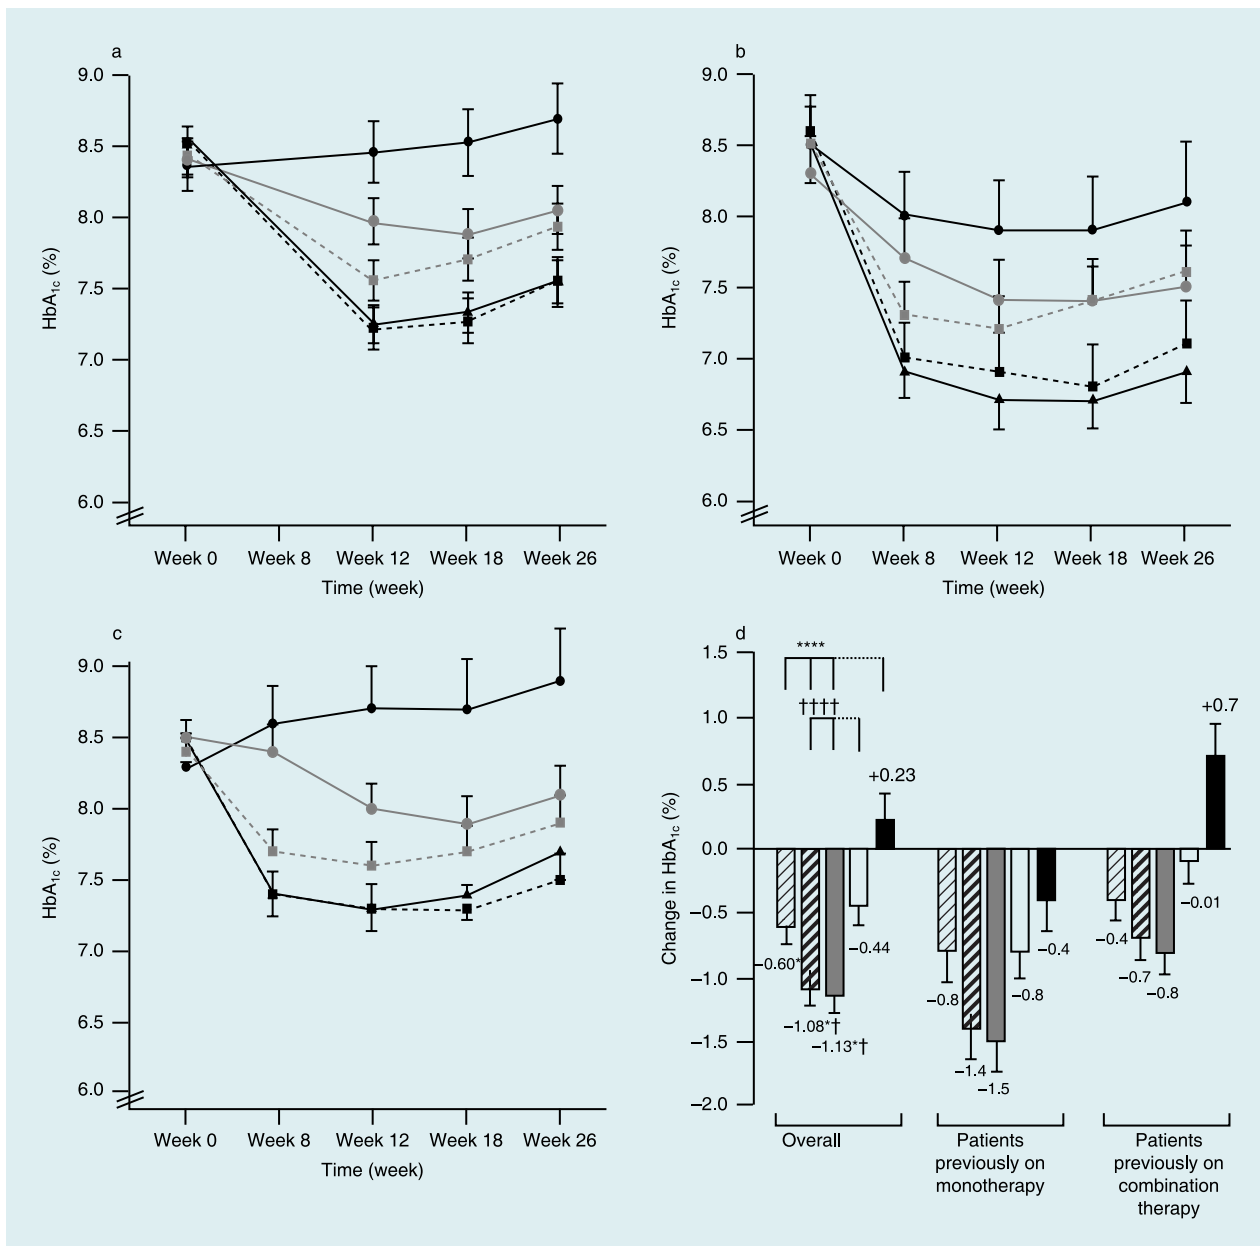 a
9.0
8.5
8.0
7.5
7.0
6.5
6.0
HbA1c (%)
Week 0 Week 8 Week 12 Week 18 Week 26
Time (week)
b
9.0
8.5
8.0
7.5
7.0
6.5
6.0
HbA1c (%)
Week 0 Week 8 Week 12 Week 18 Week 26
Time (week)
c
9.0
8.5
8.0
7.5
7.0
6.5
6.0
HbA1c (%)
Week 0 Week 8 Week 12 Week 18 Week 26
Time (week)
d
1.5
1.0
0.5
0.0
−0.5
−1.0
−1.5
−2.0
Change in HbA1c (%)
****
††††
+0.23
−0.60*
−1.08*†
−1.13*†
−0.44
−0.8
−1.4
−1.5
−0.8
−0.4
+0.7
−0.4
−0.7
−0.8
−0.01
Overall
Patients
previously on
monotherapy
Patients
previously on
combination
therapy